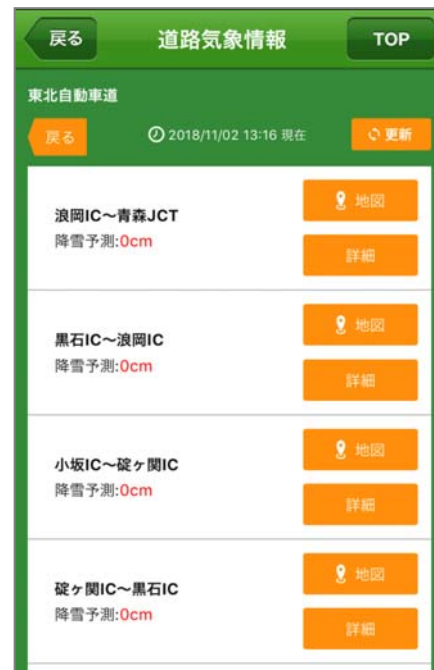 戻る 道路気象情報 TOP
東北自動車道
戻る 2018/11/02 13:16 現在 更新
地図
浪岡IC～青森JCT
降雪予測:0cm
詳細
地図
黒石IC～浪岡IC
降雪予測:0cm
詳細
地図
小坂IC～碇ヶ関IC
降雪予測:0cm
詳細
地図
碇ヶ関IC～黒石IC
降雪予測:0cm
詳細